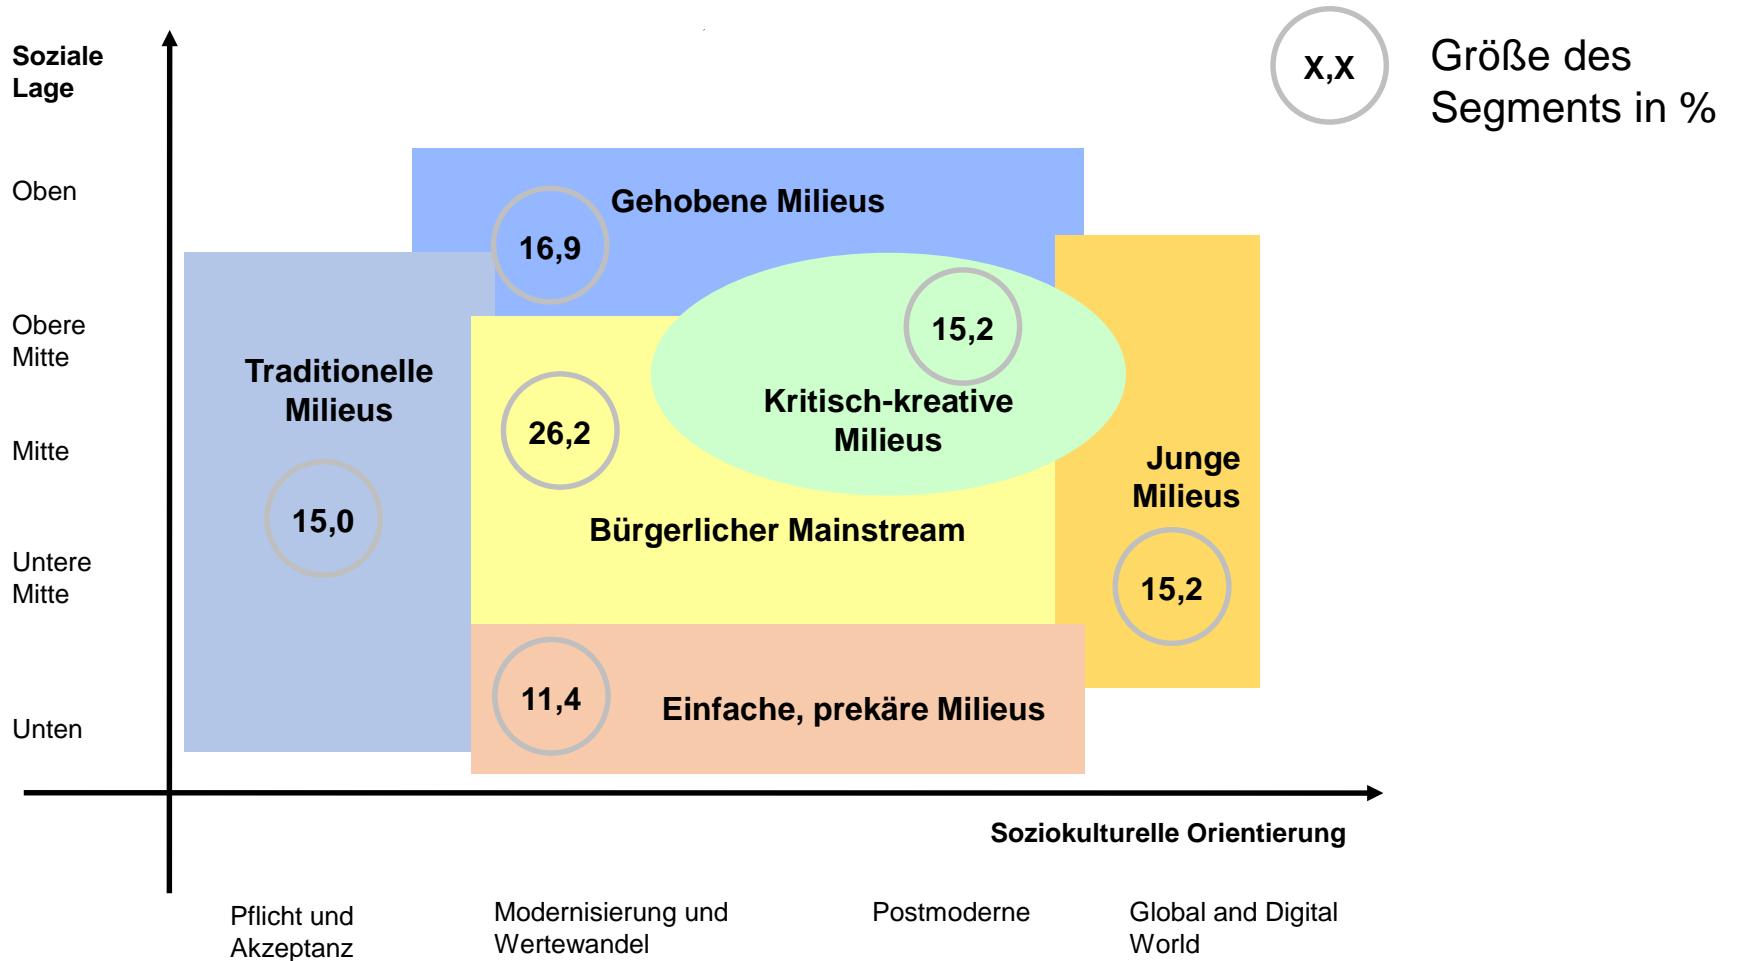 Soziale
Lage
X,X
Größe des
Segments in %
Oben
Gehobene Milieus
16,9
Obere
Mitte
15,2
Traditionelle
Milieus
Kritisch-kreative
Milieus
26,2
Mitte
Junge
Milieus
15,0
Bürgerlicher Mainstream
Untere
Mitte
15,2
11,4
Einfache, prekäre Milieus
Unten
Soziokulturelle Orientierung
Pflicht und
Akzeptanz
Modernisierung und
Wertewandel
Postmoderne
Global and Digital
World